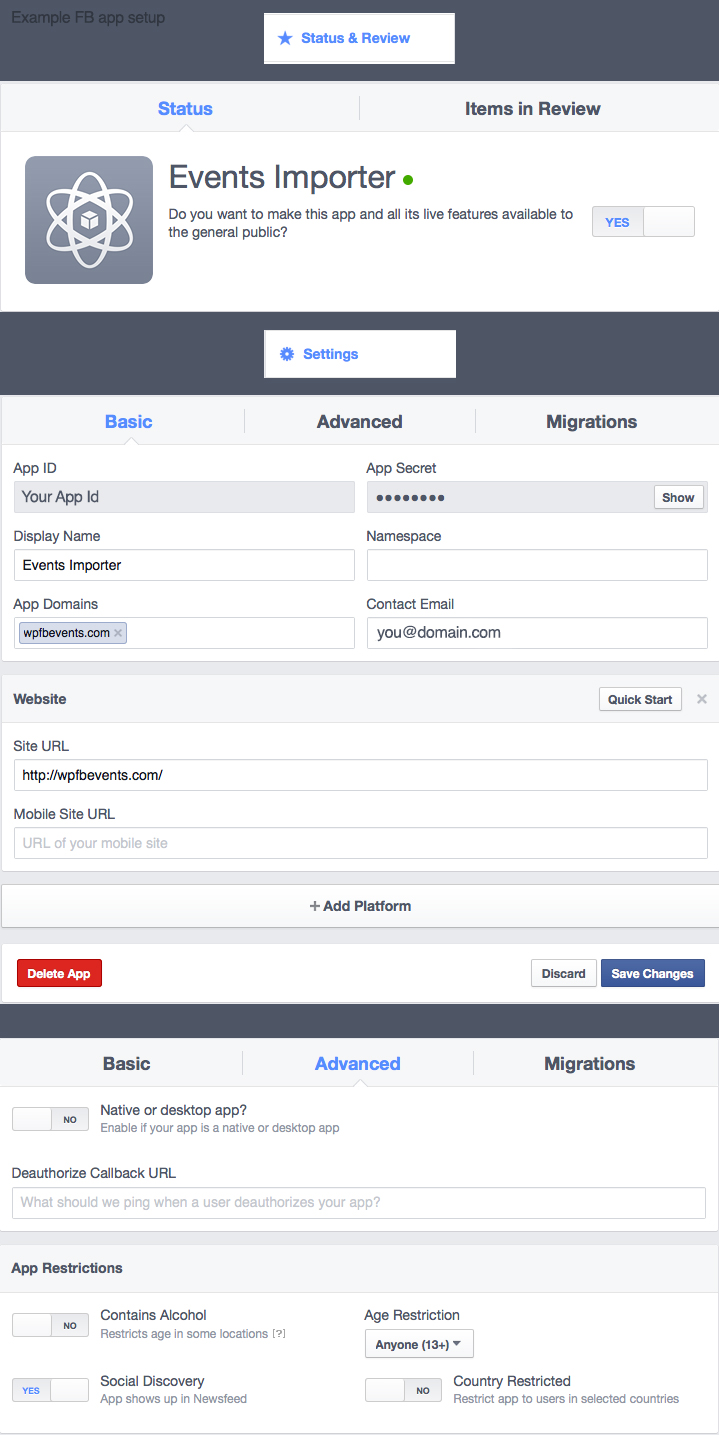 Example FB app setup
Status & Review
Status
Items in Review
Events Importer
Do you want to make this app and all its live features available to
the general public?
YES
Settings
Basic
Advanced
Migrations
App ID
App Secret
Your App Id
Show
Display Name
Namespace
Events Importer
App Domains
Contact Email
wpfbevents.com ×
you@domain.com
Website
Quick Start
×
Site URL
http://wpfbevents.com/
Mobile Site URL
URL of your mobile site
+ Add Platform
Delete App
Discard
Save Changes
Basic
Advanced
Migrations
NO
Native or desktop app?
Enable if your app is a native or desktop app
Deauthorize Callback URL
What should we ping when a user deauthorizes your app?
App Restrictions
NO
Contains Alcohol
Restricts age in some locations [?]
Age Restriction
Anyone (13+)
YES
Social Discovery
App shows up in Newsfeed
NO
Country Restricted
Restrict app to users in selected countries